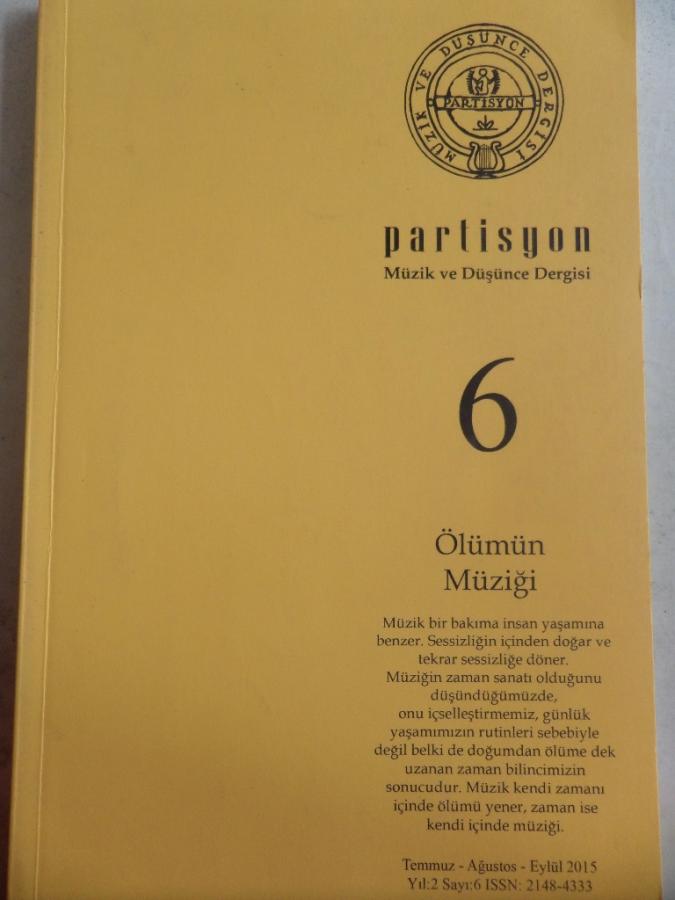 MÜZİK VE DÜŞÜNCE DERGİSİ
PARTİSYON
partisyon
Müzik ve Düşünce Dergisi
6
Ölümün
Müziği
Müzik bir bakıma insan yaşamına
benzer. Sessizliğin içinden doğar ve
tekrar sessizliğe döner.
Müziğin zaman sanatı olduğunu
düşündüğümüzde,
onu içselleştirmemiz, günlük
yaşamımızın rutinleri sebebiyle
değil belki de doğumdan ölüme dek
uzanan zaman bilincimizin
sonucudur. Müzik kendi zamanı
içinde ölümü yener, zaman ise
kendi içinde müziği.
Temmuz - Ağustos - Eylül 2015
Yıl:2 Sayı:6 ISSN: 2148-4333